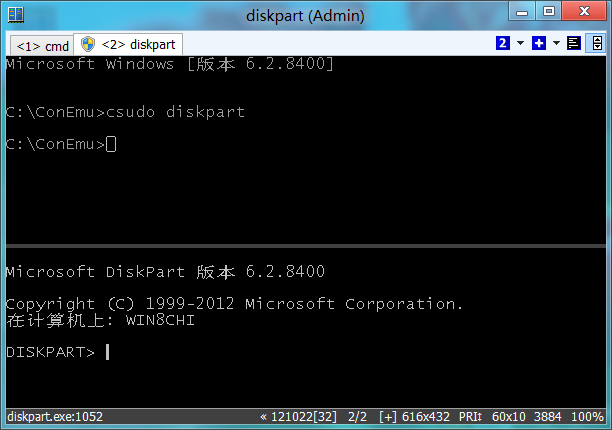 diskpart (Admin)
<1> cmd
<2> diskpart
2
Microsoft Windows [版本 6.2.8400]
C:\ConEmu>csudo diskpart
C:\ConEmu>
Microsoft DiskPart 版本 6.2.8400
Copyright (C) 1999-2012 Microsoft Corporation.
在计算机上: WIN8CHI
DISKPART>
diskpart.exe:1052 « 121022[32] 2/2 [+] 616x432 PRI↕ 60x10 3884 100%